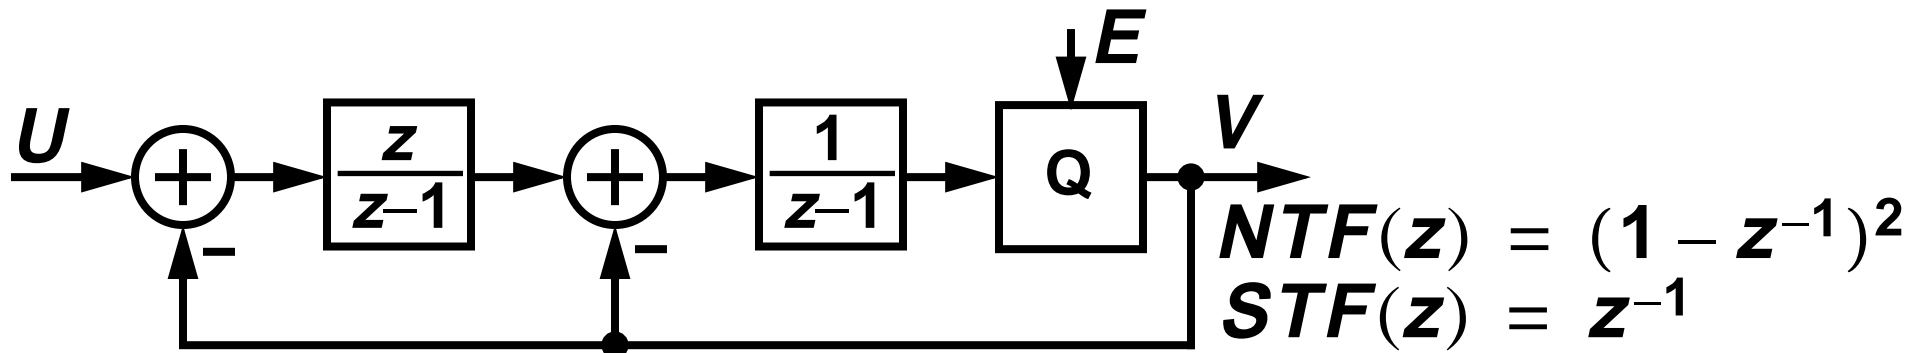 E
U
z
z–1
1
z–1
Q
V
–
–
NTF(z) = (1 – z⁻¹)²
STF(z) = z⁻¹